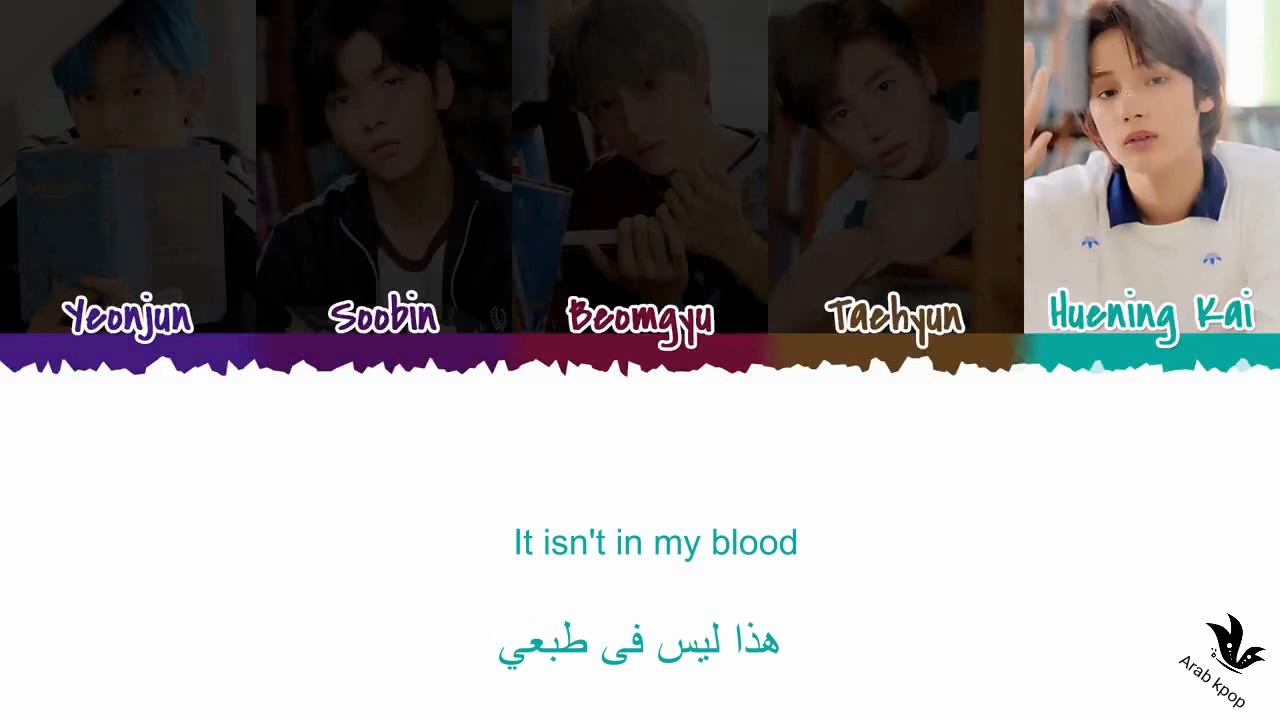 Yeonjun
Soobin
Beomgyu
Taehyun
Huening Kai
It isn't in my blood
هذا ليس فى طبعي
Arab kpop